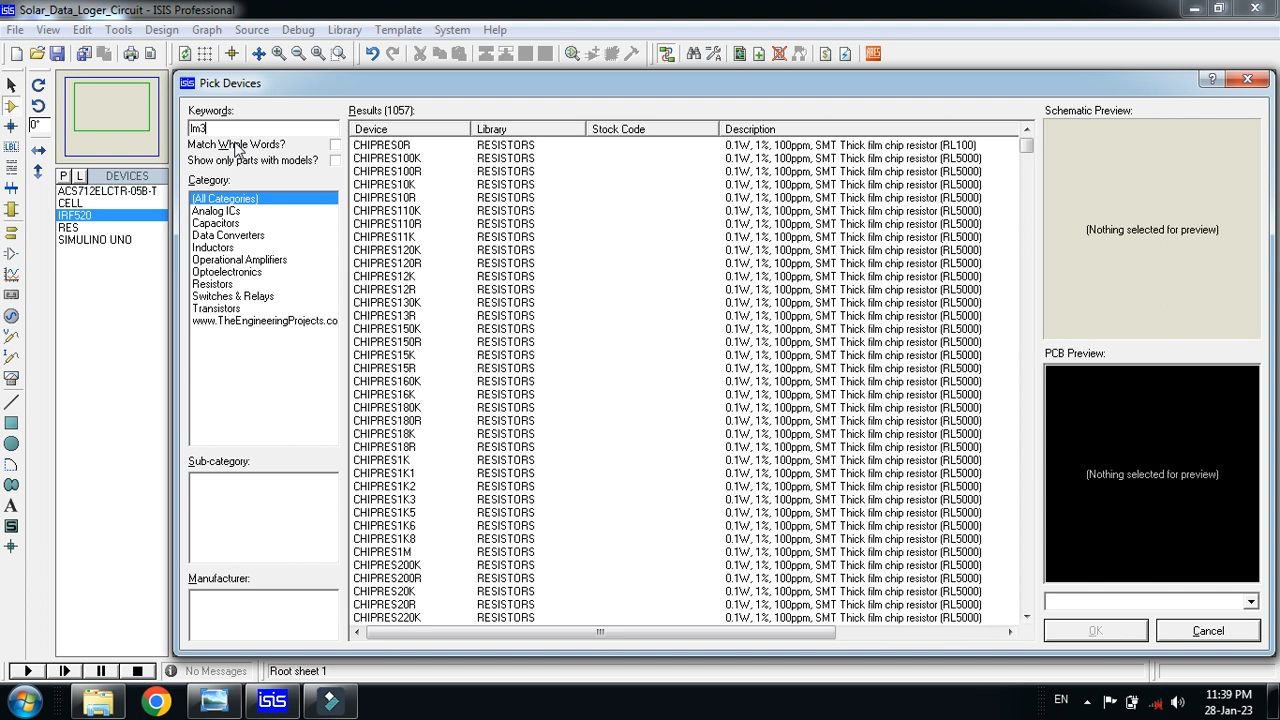 Solar_Data_Loger_Circuit - ISIS Professional
File View Edit Tools Design Graph Source Debug Library Template System Help
ARES
0°
P L DEVICES
ACS712ELCTR-05B-T
CELL
IRF520
RES
SIMULINO UNO
LBL
A
Pick Devices
Keywords:
lm3
Match Whole Words?
Show only parts with models?
Category:
(All Categories)
Analog ICs
Capacitors
Data Converters
Inductors
Operational Amplifiers
Optoelectronics
Resistors
Switches & Relays
Transistors
www.TheEngineeringProjects.co
Sub-category:
Manufacturer:
Results (1057):
Device Library Stock Code Description
CHIPRES0R RESISTORS 0.1W, 1%, 100ppm, SMT Thick film chip resistor (RL100)
CHIPRES100K RESISTORS 0.1W, 1%, 100ppm, SMT Thick film chip resistor (RL5000)
CHIPRES100R RESISTORS 0.1W, 1%, 100ppm, SMT Thick film chip resistor (RL5000)
CHIPRES10K RESISTORS 0.1W, 1%, 100ppm, SMT Thick film chip resistor (RL5000)
CHIPRES10R RESISTORS 0.1W, 1%, 100ppm, SMT Thick film chip resistor (RL5000)
CHIPRES110K RESISTORS 0.1W, 1%, 100ppm, SMT Thick film chip resistor (RL5000)
CHIPRES110R RESISTORS 0.1W, 1%, 100ppm, SMT Thick film chip resistor (RL5000)
CHIPRES11K RESISTORS 0.1W, 1%, 100ppm, SMT Thick film chip resistor (RL5000)
CHIPRES120K RESISTORS 0.1W, 1%, 100ppm, SMT Thick film chip resistor (RL5000)
CHIPRES120R RESISTORS 0.1W, 1%, 100ppm, SMT Thick film chip resistor (RL5000)
CHIPRES12K RESISTORS 0.1W, 1%, 100ppm, SMT Thick film chip resistor (RL5000)
CHIPRES12R RESISTORS 0.1W, 1%, 100ppm, SMT Thick film chip resistor (RL5000)
CHIPRES130K RESISTORS 0.1W, 1%, 100ppm, SMT Thick film chip resistor (RL5000)
CHIPRES13R RESISTORS 0.1W, 1%, 100ppm, SMT Thick film chip resistor (RL5000)
CHIPRES150K RESISTORS 0.1W, 1%, 100ppm, SMT Thick film chip resistor (RL5000)
CHIPRES150R RESISTORS 0.1W, 1%, 100ppm, SMT Thick film chip resistor (RL5000)
CHIPRES15K RESISTORS 0.1W, 1%, 100ppm, SMT Thick film chip resistor (RL5000)
CHIPRES15R RESISTORS 0.1W, 1%, 100ppm, SMT Thick film chip resistor (RL5000)
CHIPRES160K RESISTORS 0.1W, 1%, 100ppm, SMT Thick film chip resistor (RL5000)
CHIPRES16K RESISTORS 0.1W, 1%, 100ppm, SMT Thick film chip resistor (RL5000)
CHIPRES180K RESISTORS 0.1W, 1%, 100ppm, SMT Thick film chip resistor (RL5000)
CHIPRES180R RESISTORS 0.1W, 1%, 100ppm, SMT Thick film chip resistor (RL5000)
CHIPRES18K RESISTORS 0.1W, 1%, 100ppm, SMT Thick film chip resistor (RL5000)
CHIPRES18R RESISTORS 0.1W, 1%, 100ppm, SMT Thick film chip resistor (RL5000)
CHIPRES1K RESISTORS 0.1W, 1%, 100ppm, SMT Thick film chip resistor (RL5000)
CHIPRES1K1 RESISTORS 0.1W, 1%, 100ppm, SMT Thick film chip resistor (RL5000)
CHIPRES1K2 RESISTORS 0.1W, 1%, 100ppm, SMT Thick film chip resistor (RL5000)
CHIPRES1K3 RESISTORS 0.1W, 1%, 100ppm, SMT Thick film chip resistor (RL5000)
CHIPRES1K5 RESISTORS 0.1W, 1%, 100ppm, SMT Thick film chip resistor (RL5000)
CHIPRES1K6 RESISTORS 0.1W, 1%, 100ppm, SMT Thick film chip resistor (RL5000)
CHIPRES1K8 RESISTORS 0.1W, 1%, 100ppm, SMT Thick film chip resistor (RL5000)
CHIPRES1M RESISTORS 0.1W, 1%, 100ppm, SMT Thick film chip resistor (RL5000)
CHIPRES200K RESISTORS 0.1W, 1%, 100ppm, SMT Thick film chip resistor (RL5000)
CHIPRES200R RESISTORS 0.1W, 1%, 100ppm, SMT Thick film chip resistor (RL5000)
CHIPRES20K RESISTORS 0.1W, 1%, 100ppm, SMT Thick film chip resistor (RL5000)
CHIPRES20R RESISTORS 0.1W, 1%, 100ppm, SMT Thick film chip resistor (RL5000)
CHIPRES220K RESISTORS 0.1W, 1%, 100ppm, SMT Thick film chip resistor (RL5000)
Schematic Preview:
(Nothing selected for preview)
PCB Preview:
(Nothing selected for preview)
OK Cancel
No Messages Root sheet 1
isis
EN 11:39 PM
28-Jan-23